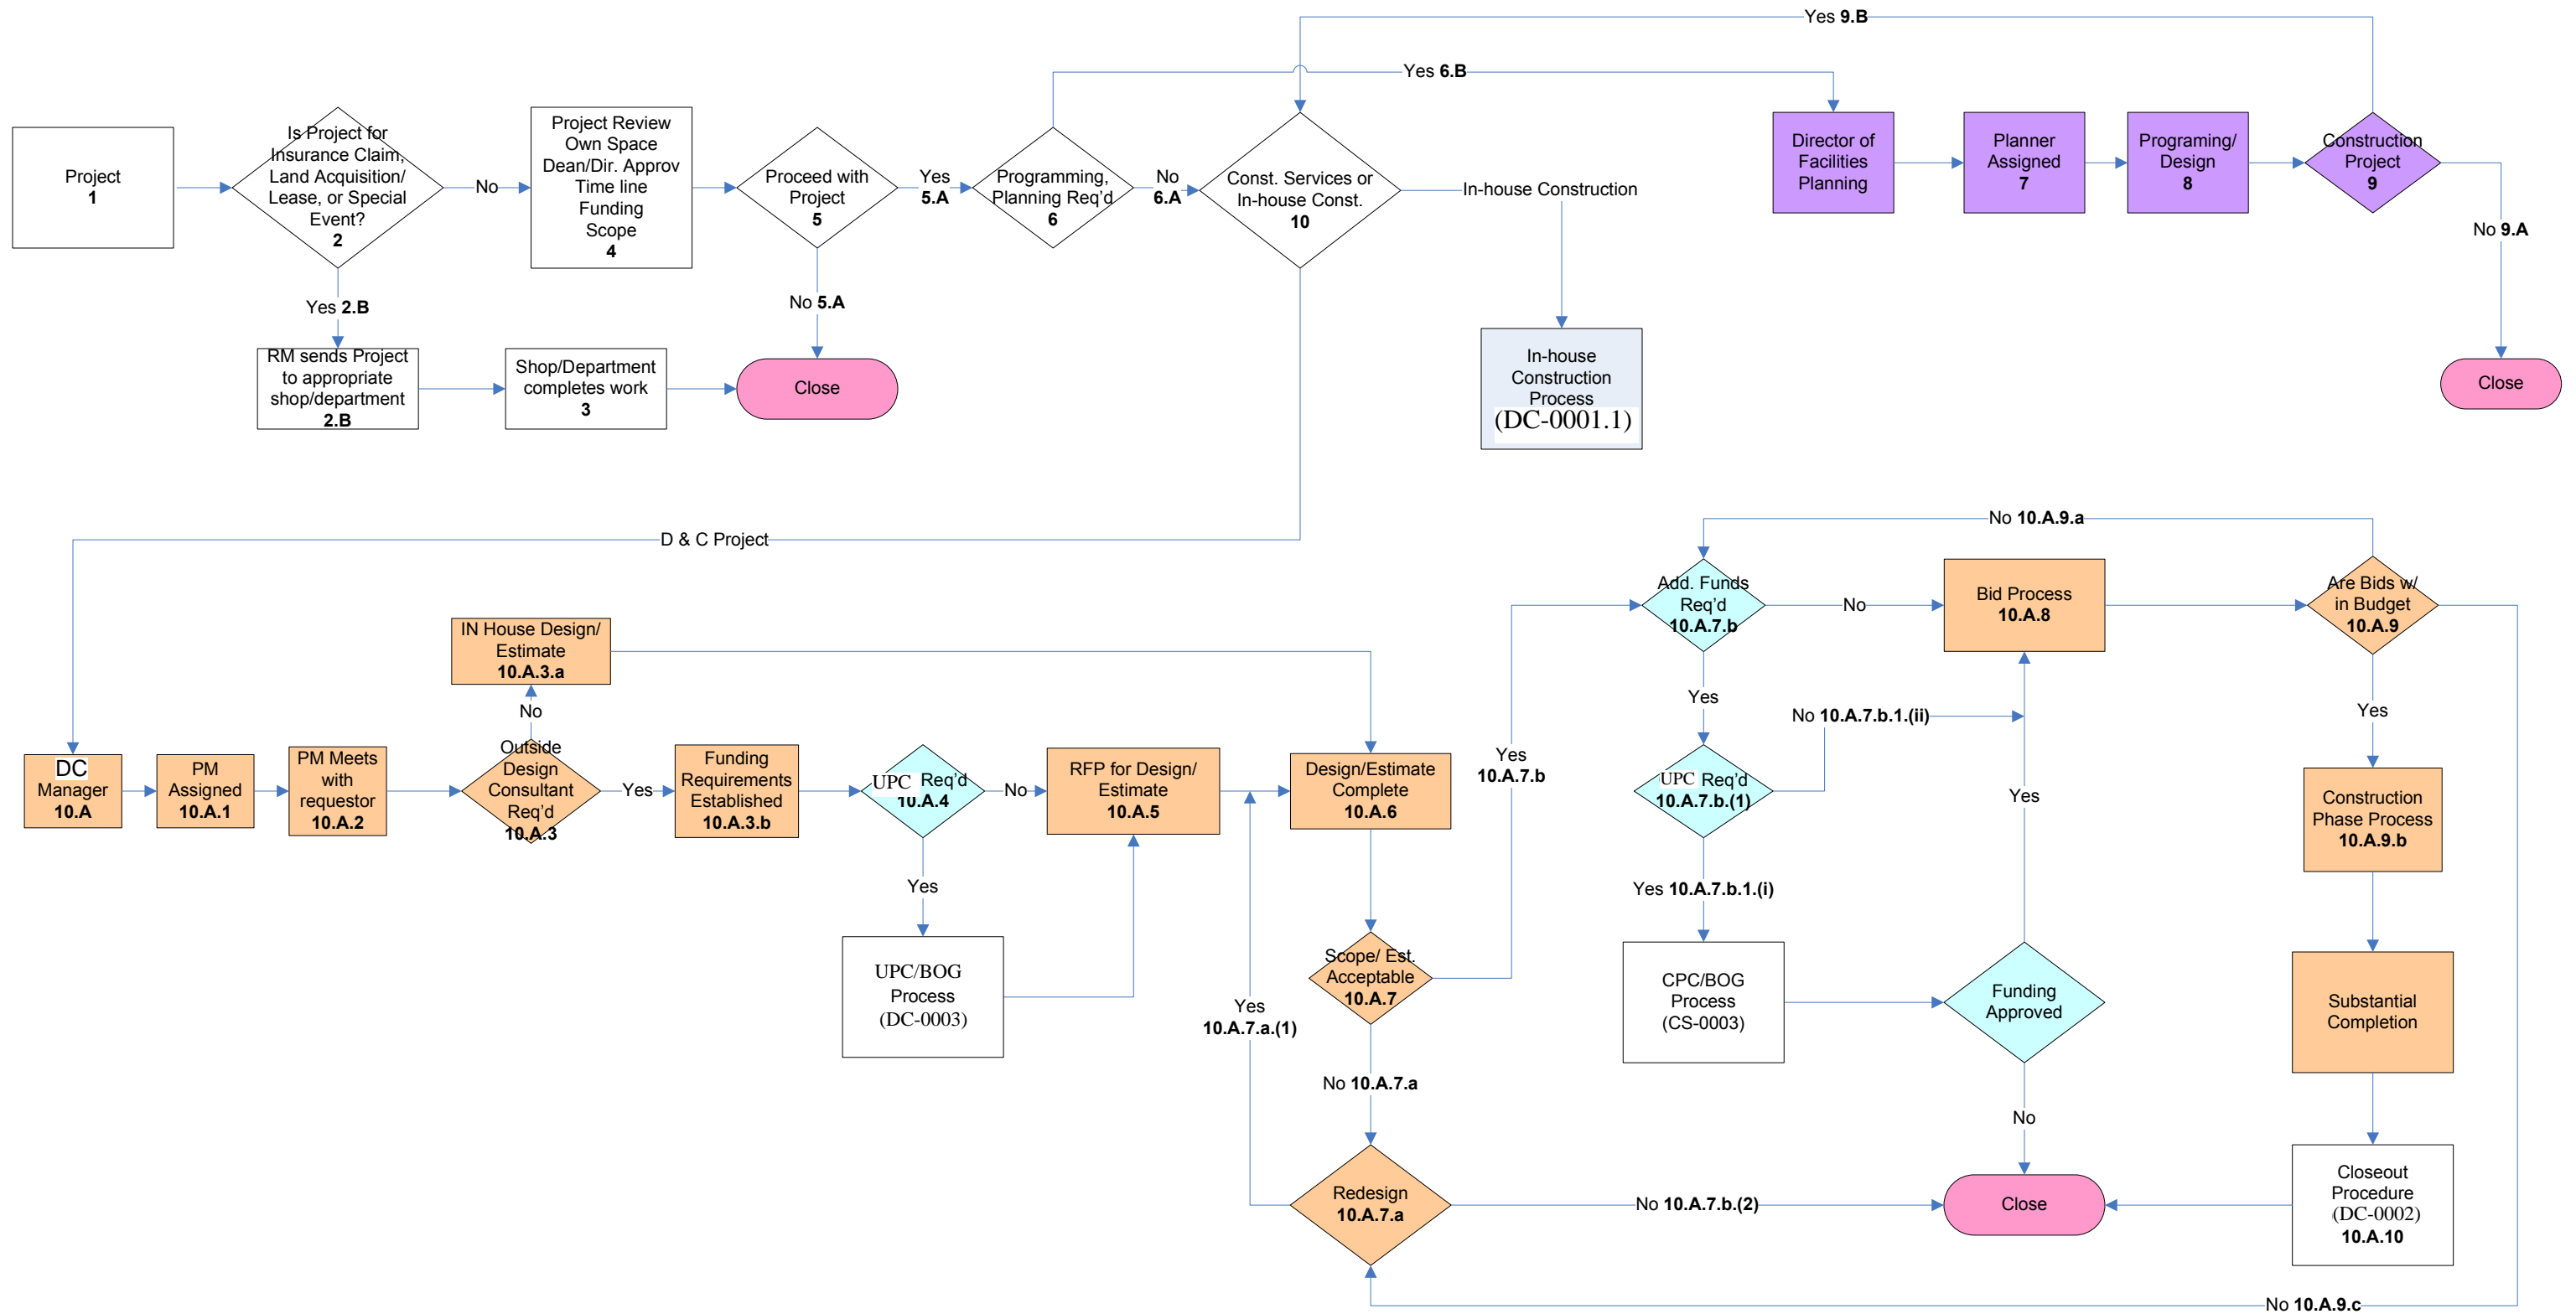 Yes 9.B
Yes 6.B
Project
1
Is Project for
Insurance Claim,
Land Acquisition/
Lease, or Special
Event?
2
No
Project Review
Own Space
Dean/Dir. Approv
Time line
Funding
Scope
4
Proceed with
Project
5
Yes
5.A
Programming,
Planning Req'd
6
No
6.A
Const. Services or
In-house Const.
10
In-house Construction
Director of
Facilities
Planning
Planner
Assigned
7
Programing/
Design
8
Construction
Project
9
No 9.A
Yes 2.B
No 5.A
RM sends Project
to appropriate
shop/department
2.B
Shop/Department
completes work
3
Close
In-house
Construction
Process
(DC-0001.1)
Close
D & C Project
No 10.A.9.a
IN House Design/
Estimate
10.A.3.a
No
DC
Manager
10.A
PM
Assigned
10.A.1
PM Meets
with
requestor
10.A.2
Outside
Design
Consultant
Req'd
10.A.3
Yes
Funding
Requirements
Established
10.A.3.b
UPC Req'd
10.A.4
No
RFP for Design/
Estimate
10.A.5
Design/Estimate
Complete
10.A.6
Yes
UPC/BOG
Process
(DC-0003)
Yes
10.A.7.a.(1)
Scope/ Est.
Acceptable
10.A.7
Yes
10.A.7.b
No 10.A.7.a
Redesign
10.A.7.a
No 10.A.7.b.(2)
Add. Funds
Req'd
10.A.7.b
No
Bid Process
10.A.8
Are Bids w/
in Budget
10.A.9
Yes
No 10.A.7.b.1.(ii)
UPC Req'd
10.A.7.b.(1)
Yes 10.A.7.b.1.(i)
CPC/BOG
Process
(CS-0003)
Yes
Funding
Approved
No
Close
Yes
Construction
Phase Process
10.A.9.b
Substantial
Completion
Closeout
Procedure
(DC-0002)
10.A.10
No 10.A.9.c